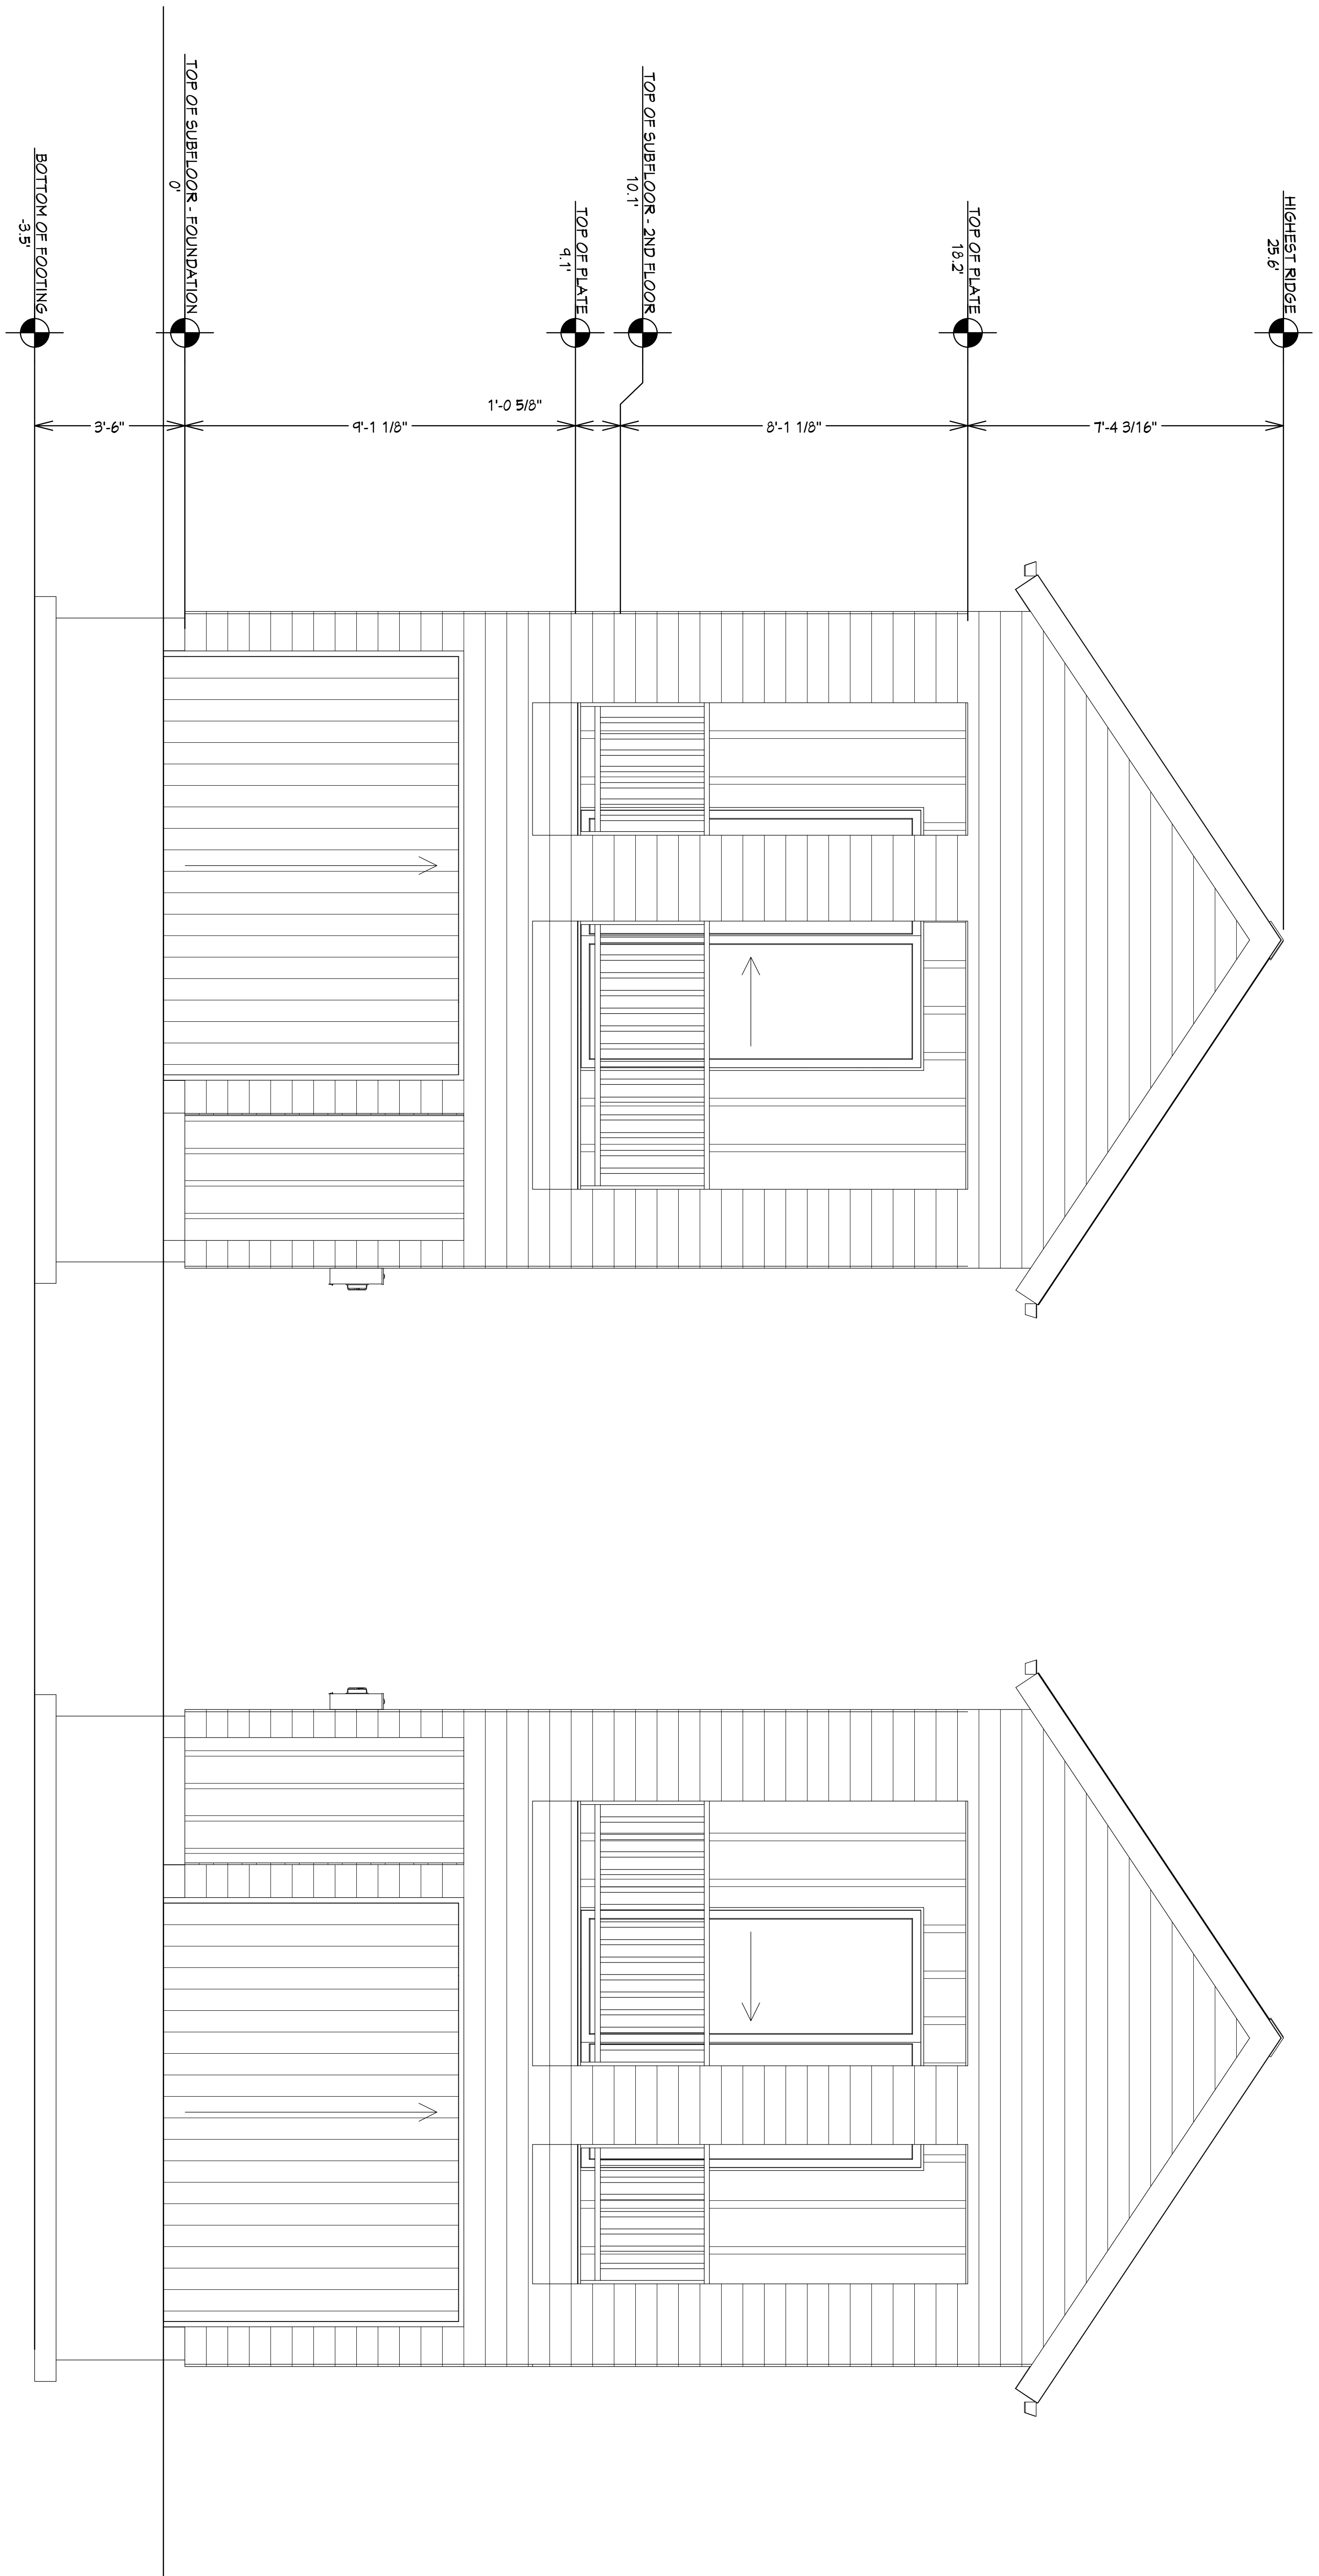 HIGHEST RIDGE
25.6'
TOP OF PLATE
18.2'
TOP OF SUBFLOOR - 2ND FLOOR
10.1'
TOP OF PLATE
9.1'
TOP OF SUBFLOOR - FOUNDATION
0'
BOTTOM OF FOOTING
-3.5'
7'-4 3/16"
8'-1 1/8"
1'-0 5/8"
9'-1 1/8"
3'-6"